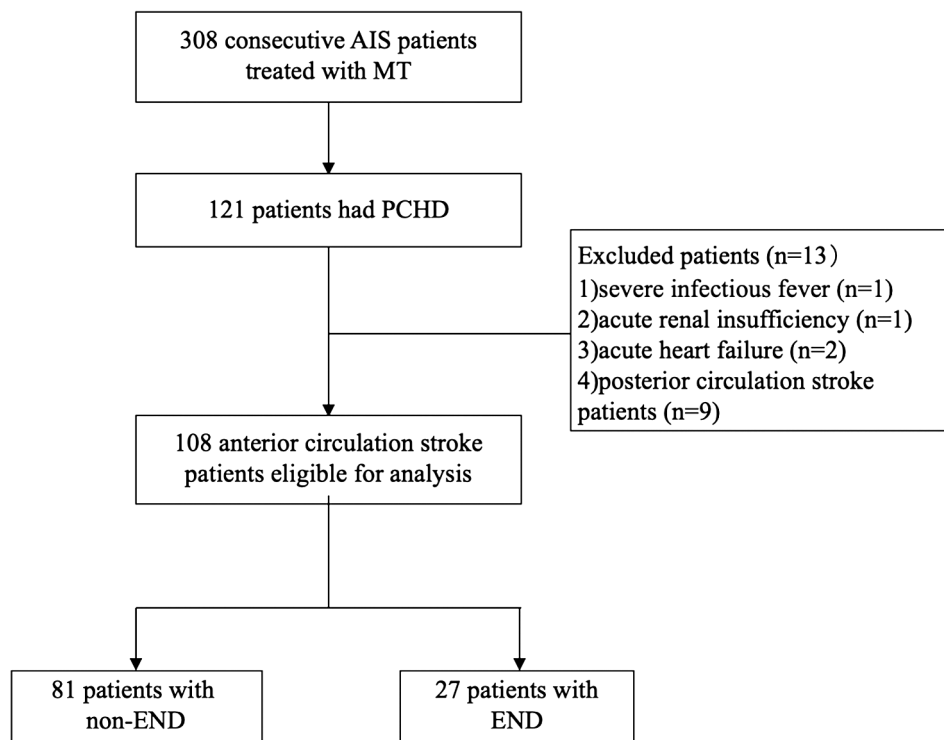 308 consecutive AIS patients
treated with MT
121 patients had PCHD
Excluded patients (n=13）
1)severe infectious fever (n=1)
2)acute renal insufficiency (n=1)
3)acute heart failure (n=2)
4)posterior circulation stroke
patients (n=9)
108 anterior circulation stroke
patients eligible for analysis
81 patients with
non-END
27 patients with
END